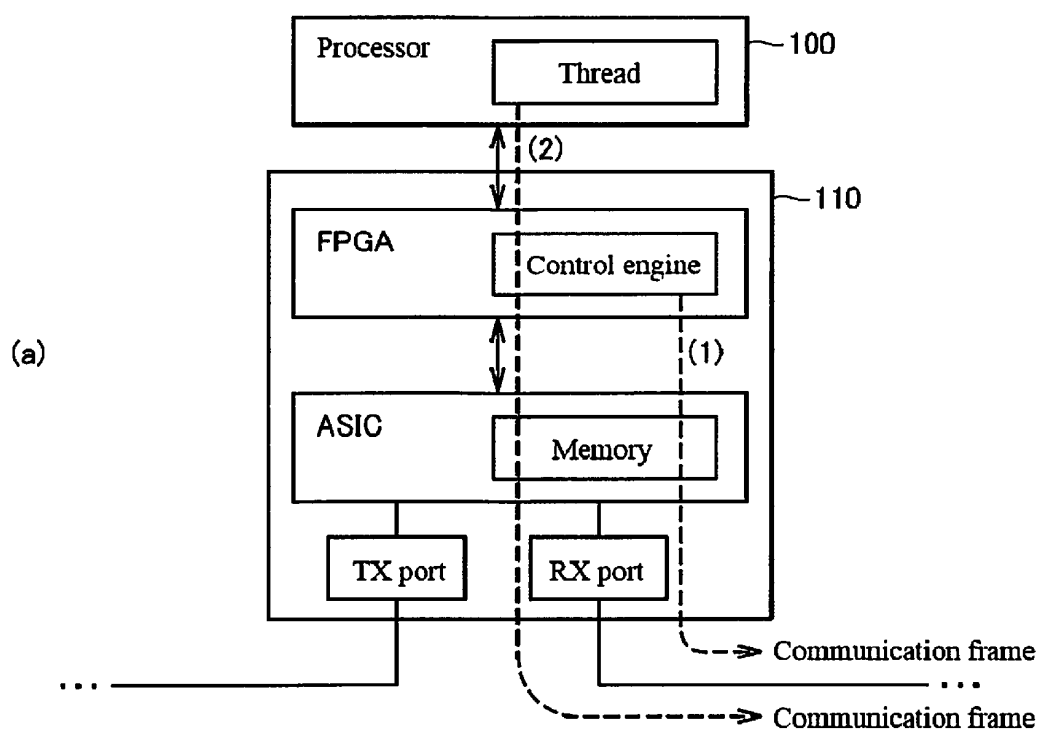 Processor
100
Thread
(2)
110
FPGA
Control engine
(a)
(1)
ASIC
Memory
TX port
RX port
Communication frame
... ...
Communication frame